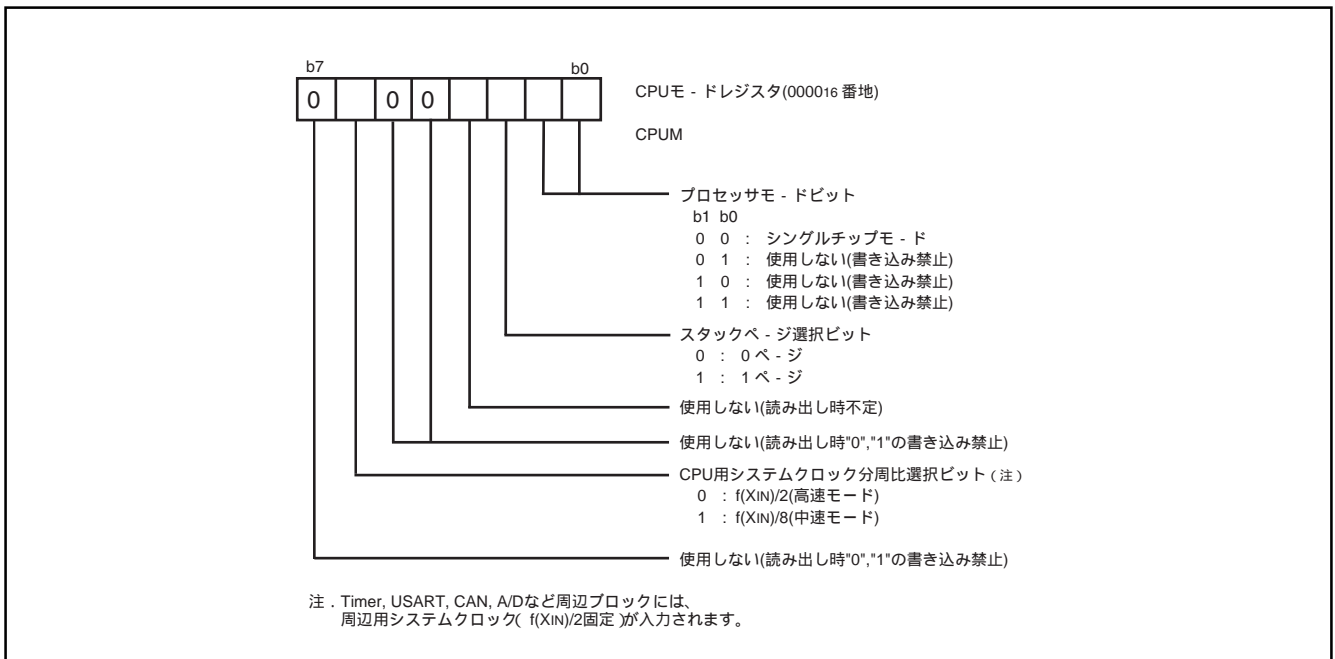 b7 b0
0 0 0
CPUモ - ドレジスタ(000016 番地)
CPUM
プロセッサモ - ドビット
b1 b0
0 0 : シングルチップモ - ド
0 1 : 使用しない(書き込み禁止)
1 0 : 使用しない(書き込み禁止)
1 1 : 使用しない(書き込み禁止)
スタックペ - ジ選択ビット
0 : 0ペ - ジ
1 : 1ペ - ジ
使用しない(読み出し時不定)
使用しない(読み出し時"0","1"の書き込み禁止)
CPU用システムクロック分周比選択ビット(注)
0 : f(XIN)/2(高速モード)
1 : f(XIN)/8(中速モード)
使用しない(読み出し時"0","1"の書き込み禁止)
注．Timer, USART, CAN, A/Dなど周辺ブロックには、
周辺用システムクロック( f(XIN)/2固定 )が入力されます。